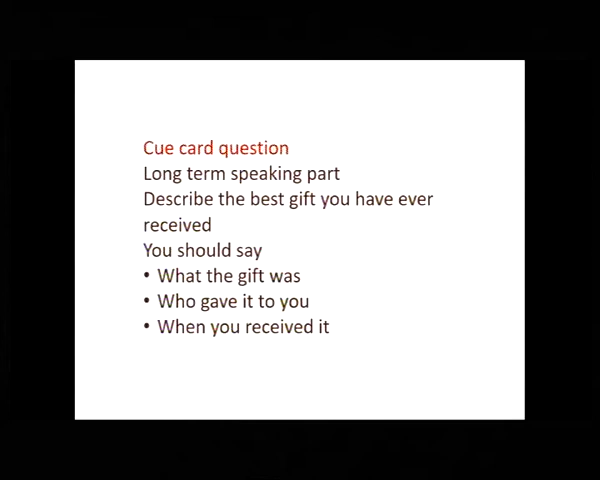 Cue card question
Long term speaking part
Describe the best gift you have ever
received
You should say
• What the gift was
• Who gave it to you
• When you received it